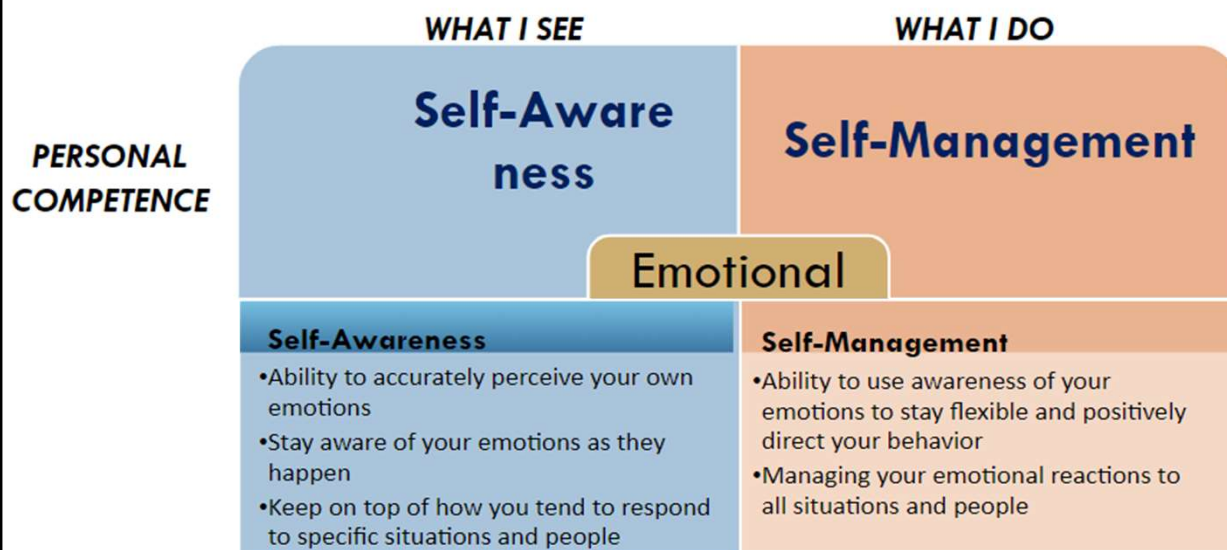 WHAT I SEE
WHAT I DO
PERSONAL
COMPETENCE
Self-Aware
ness
Self-Management
Emotional
Self-Awareness
•Ability to accurately perceive your own
emotions
•Stay aware of your emotions as they
happen
•Keep on top of how you tend to respond
to specific situations and people
Self-Management
•Ability to use awareness of your
emotions to stay flexible and positively
direct your behavior
•Managing your emotional reactions to
all situations and people